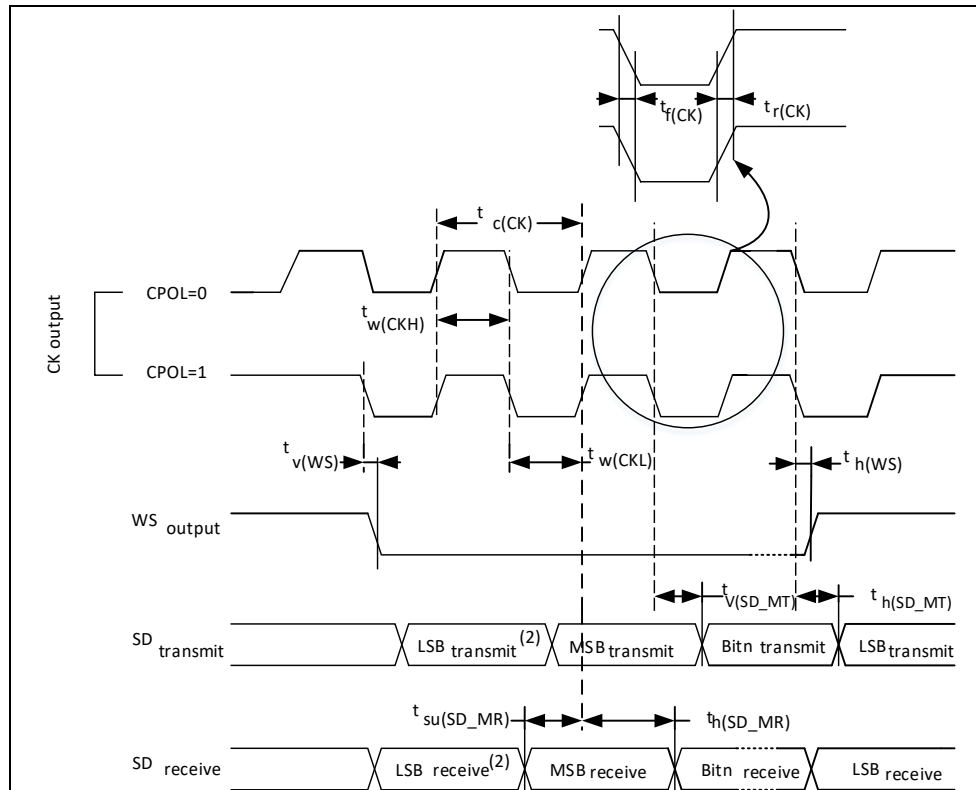 t f(CK)
t r(CK)
t c(CK)
CK output
CPOL=0
t w(CKH)
CPOL=1
t v(WS)
t w(CKL)
t h(WS)
WS output
t V(SD_MT)
t h(SD_MT)
SD transmit
LSB transmit(2)
MSB transmit
Bitn transmit
LSB transmit
t su(SD_MR)
t h(SD_MR)
SD receive
LSB receive(2)
MSB receive
Bitn receive
LSB receive